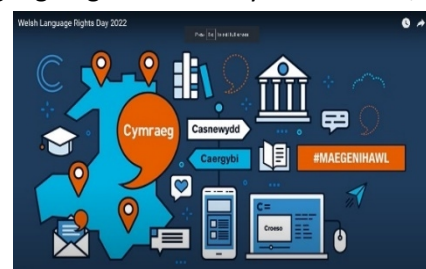 Welsh Language Rights Day 2022
Cymraeg
Casnewydd
Caergybi
#MAEGENIHAWL
C=
Croeso